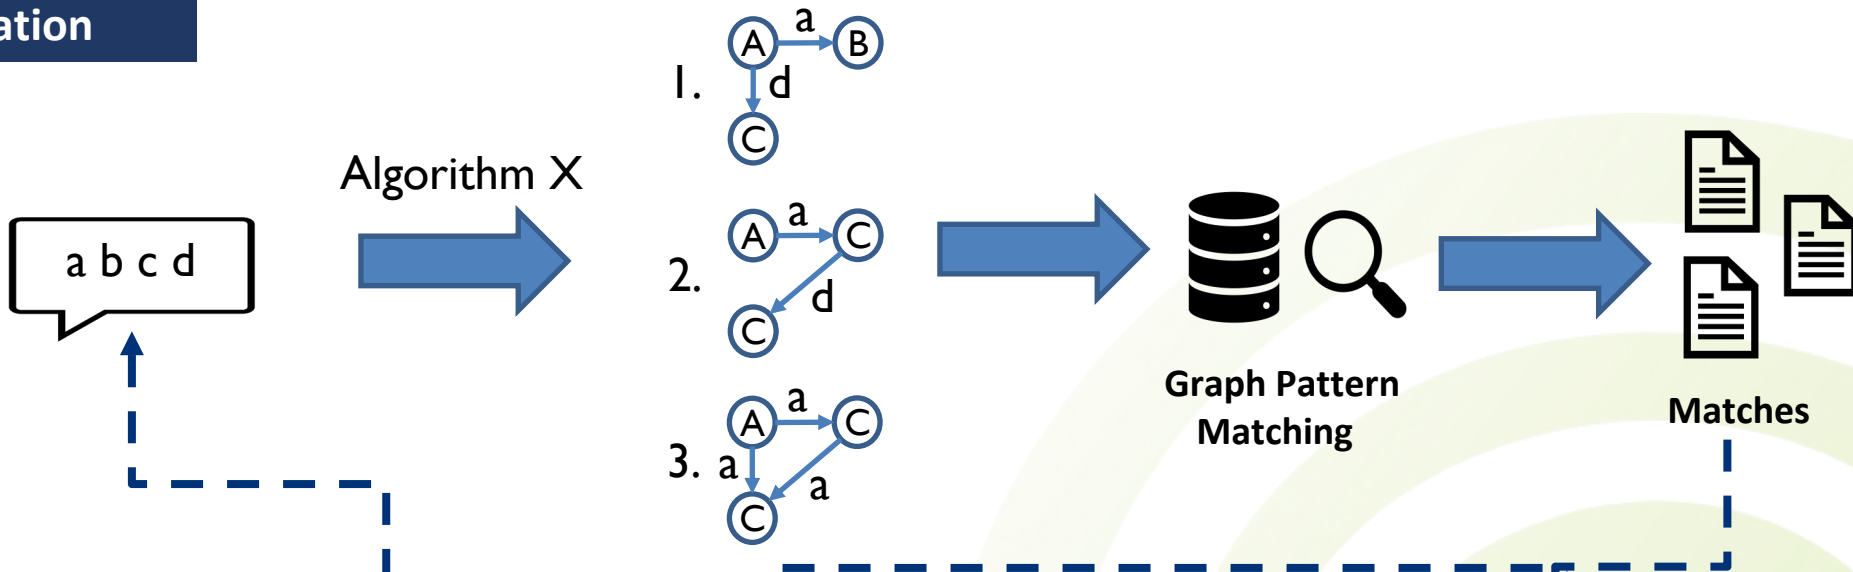 ation
a b c d
Algorithm X
1.
A
a
B
d
C
2.
A
a
C
d
C
3.
A
a
C
a
a
C
Graph Pattern
Matching
Matches